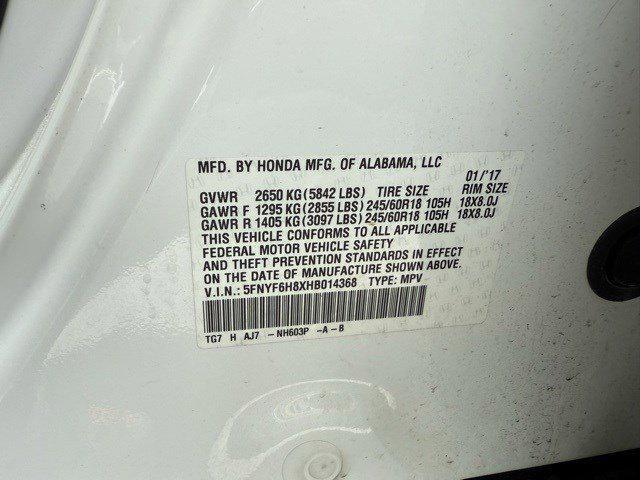 MFD. BY HONDA MFG. OF ALABAMA, LLC
01/'17
GVWR 2650 KG (5842 LBS) TIRE SIZE RIM SIZE
GAWR F 1295 KG (2855 LBS) 245/60R18 105H 18X8.0J
GAWR R 1405 KG (3097 LBS) 245/60R18 105H 18X8.0J
THIS VEHICLE CONFORMS TO ALL APPLICABLE
FEDERAL MOTOR VEHICLE SAFETY
AND THEFT PREVENTION STANDARDS IN EFFECT
ON THE DATE OF MANUFACTURE SHOWN ABOVE.
V.I.N.: 5FNYF6H8XHB014368 TYPE: MPV
TG7 H AJ7 -NH603P -A-B